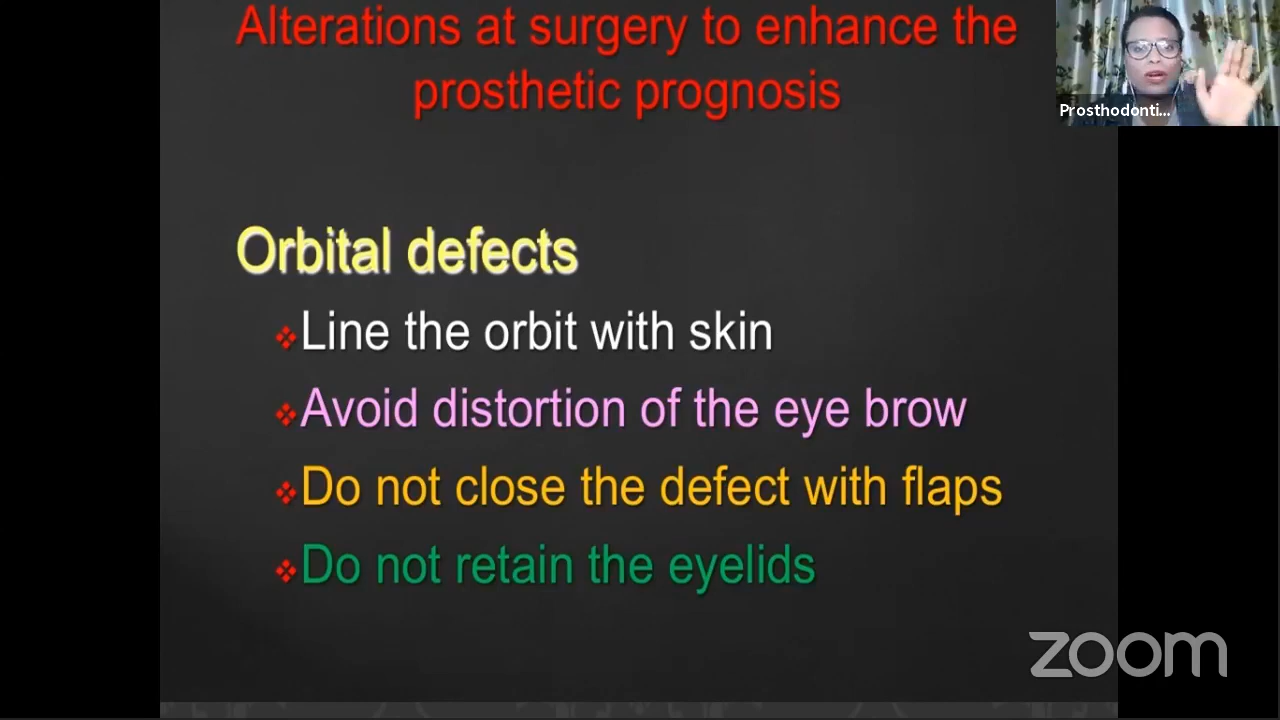 Alterations at surgery to enhance the
prosthetic prognosis
Prosthodonti...
Orbital defects
Line the orbit with skin
Avoid distortion of the eye brow
Do not close the defect with flaps
Do not retain the eyelids
zoom